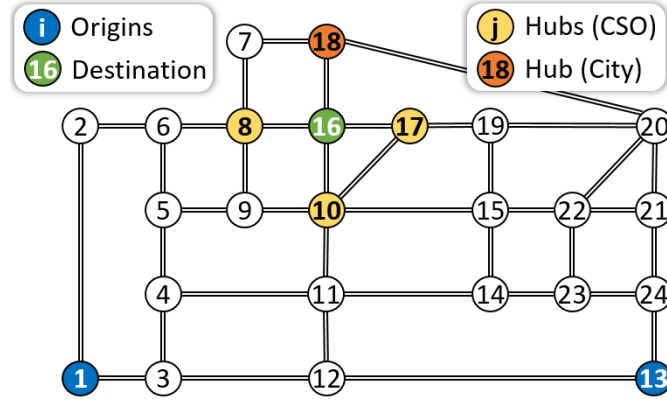 i Origins
16 Destination
j Hubs (CSO)
18 Hub (City)
7 18
2 6 8 16 17 19 20
5 9 10 15 22 21
4 11 14 23 24
1 3 12 13